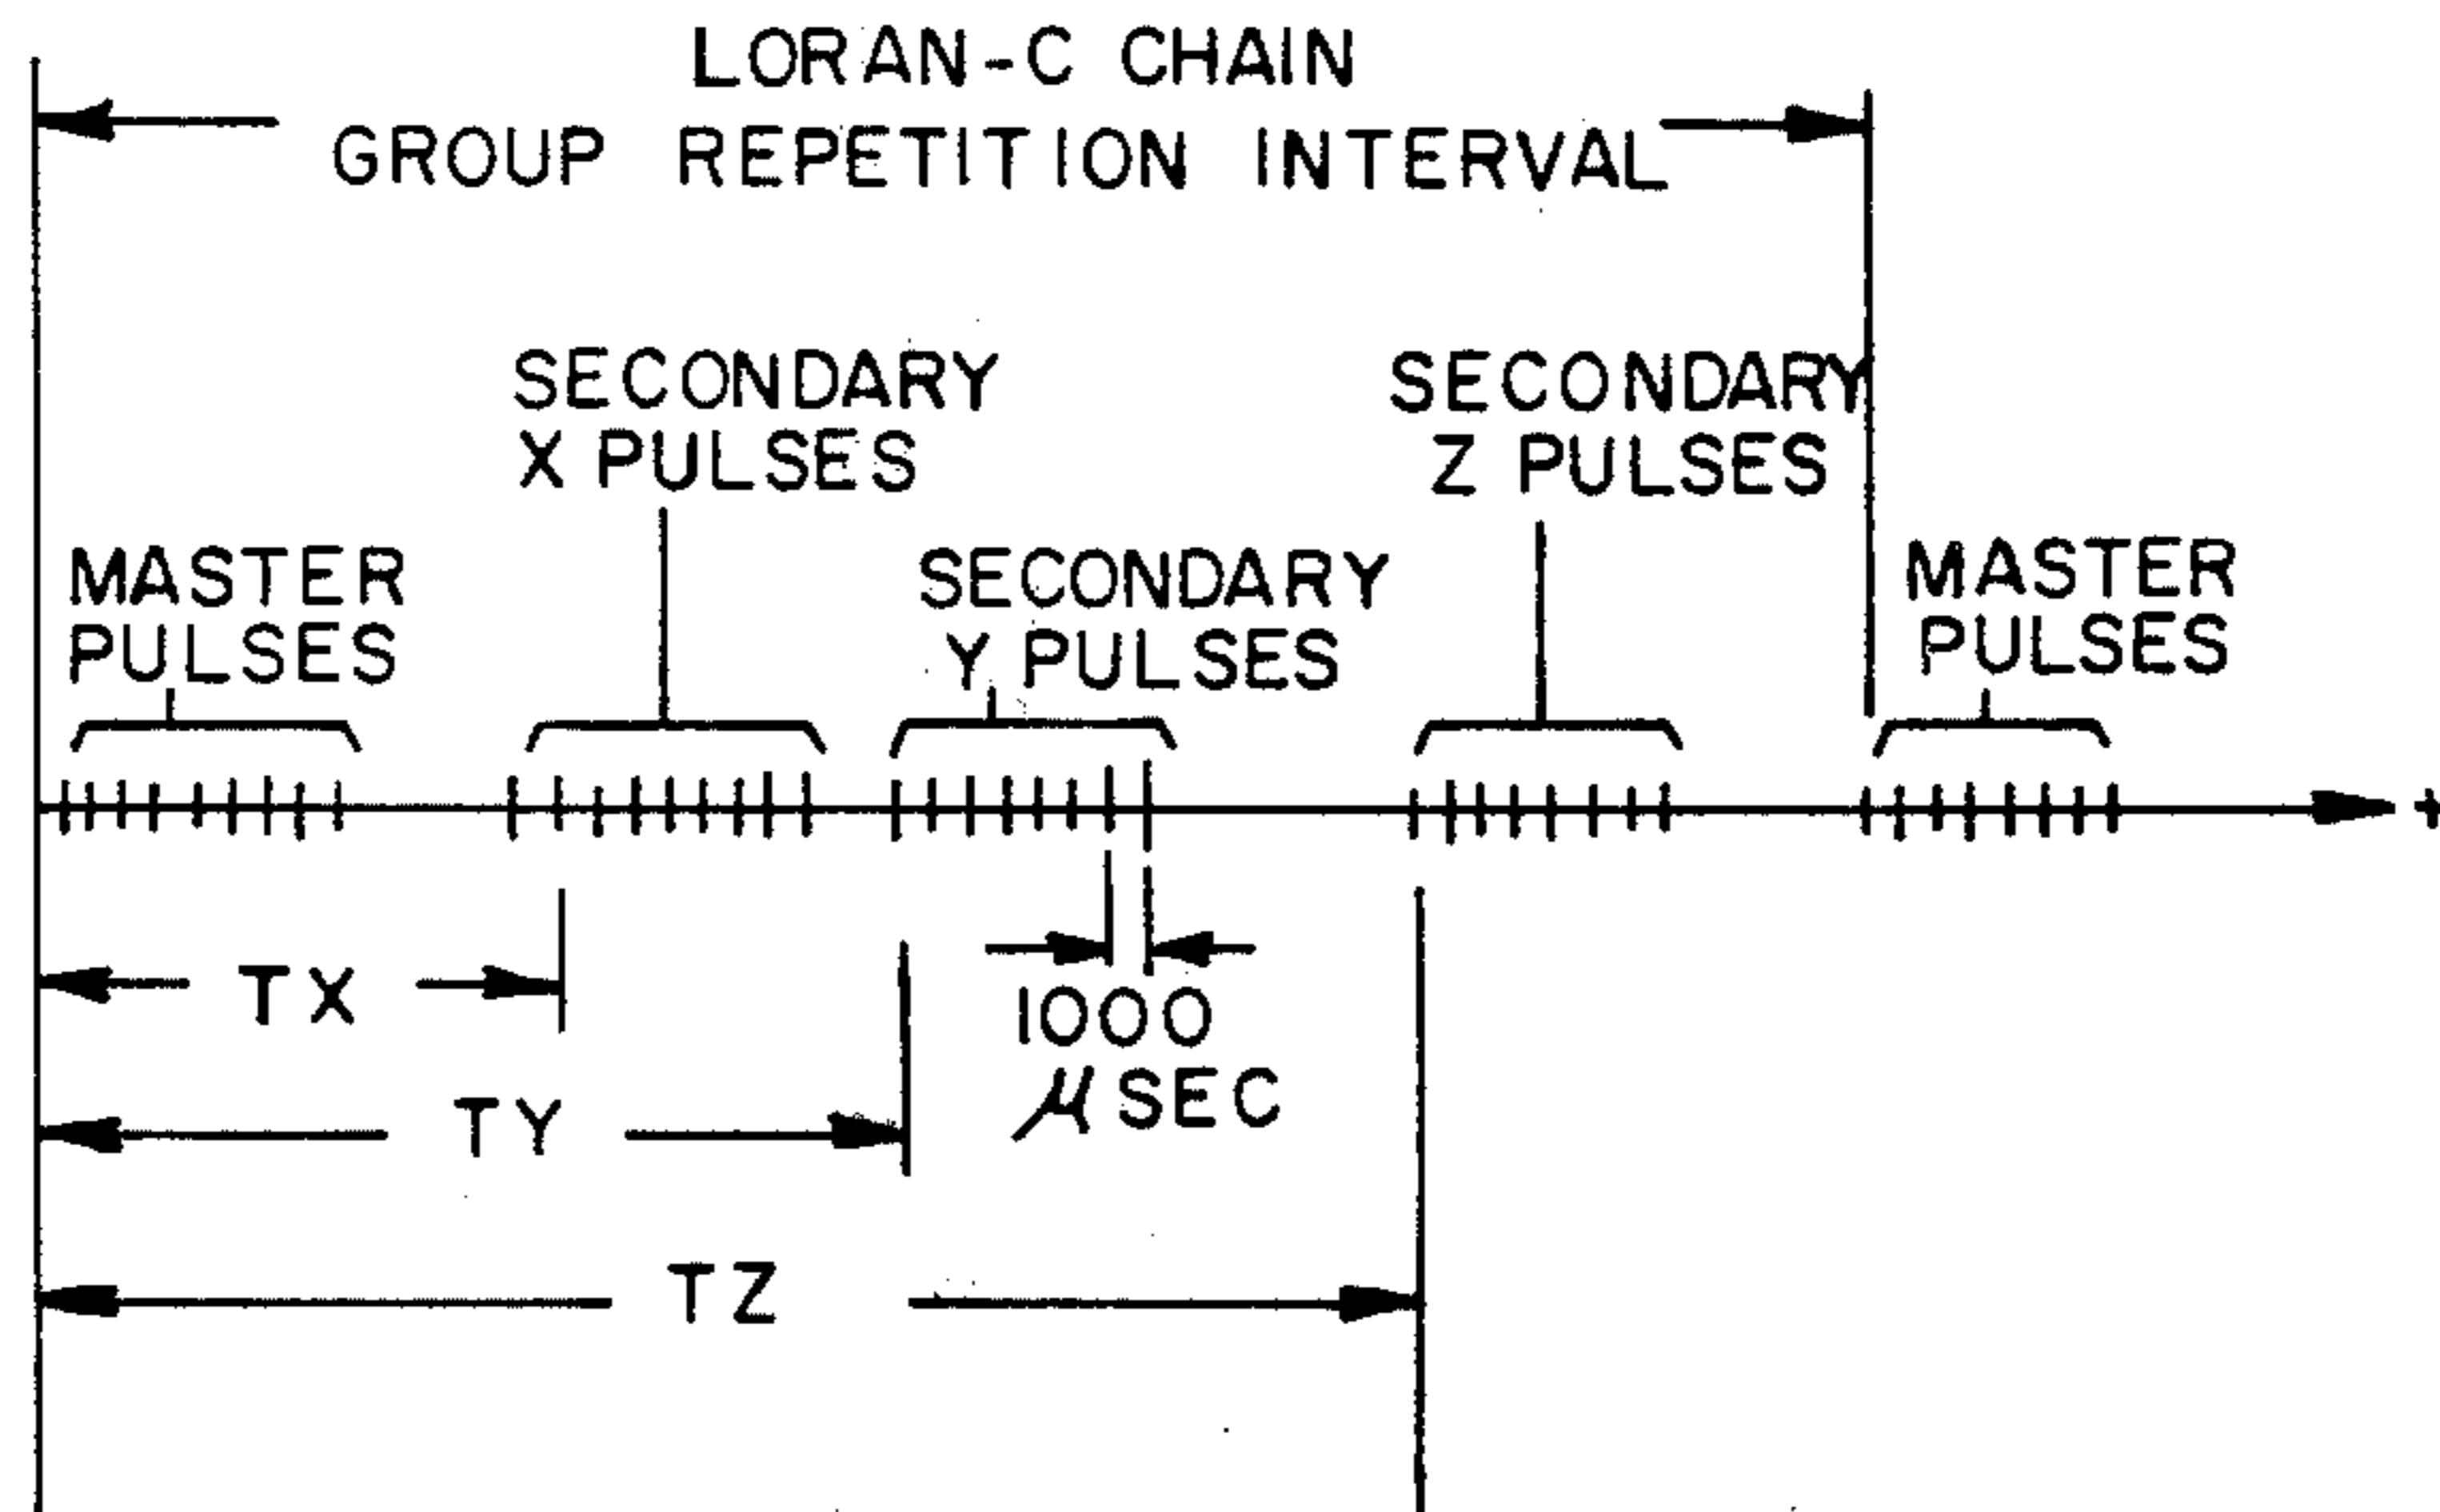 LORAN-C CHAIN
GROUP REPETITION INTERVAL
SECONDARY
X PULSES
SECONDARY
Z PULSES
MASTER
PULSES
SECONDARY
Y PULSES
MASTER
PULSES
t
TX
1000
μSEC
TY
TZ